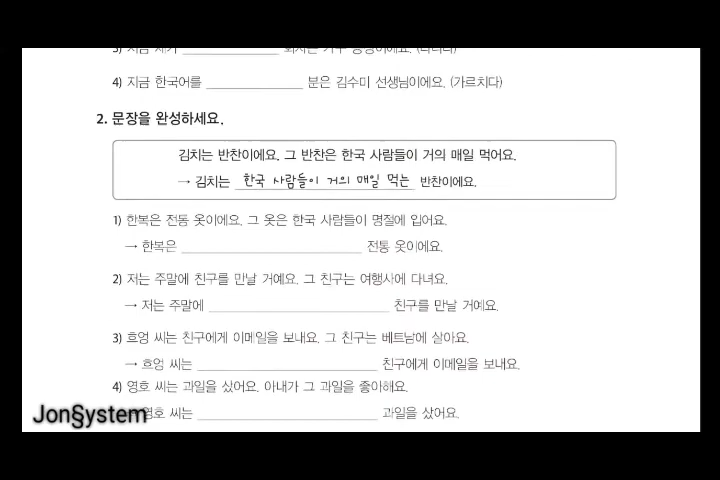 4) 지금 한국어를 ______ 분은 김수미 선생님이에요. (가르치다)
2. 문장을 완성하세요.
김치는 반찬이에요. 그 반찬은 한국 사람들이 거의 매일 먹어요.
→ 김치는 한국 사람들이 거의 매일 먹는 반찬이에요.
1) 한복은 전통 옷이에요. 그 옷은 한국 사람들이 명절에 입어요.
→ 한복은 ______ 전통 옷이에요.
2) 저는 주말에 친구를 만날 거예요. 그 친구는 여행사에 다녀요.
→ 저는 주말에 ______ 친구를 만날 거예요.
3) 흐엉 씨는 친구에게 이메일을 보내요. 그 친구는 베트남에 살아요.
→ 흐엉 씨는 ______ 친구에게 이메일을 보내요.
4) 영호 씨는 과일을 샀어요. 아내가 그 과일을 좋아해요.
영호 씨는 ______ 과일을 샀어요.
JonSystem